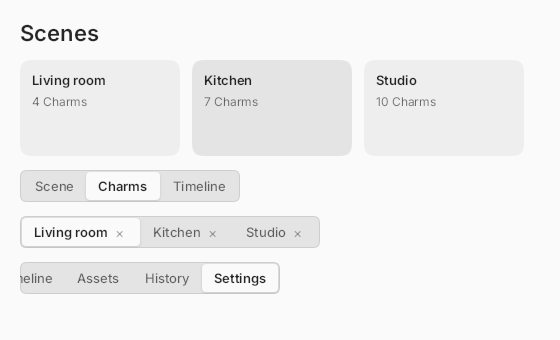 Scenes
Living room Kitchen Studio
4 Charms 7 Charms 10 Charms
Scene Charms Timeline
Living room × Kitchen × Studio ×
Assets History Settings